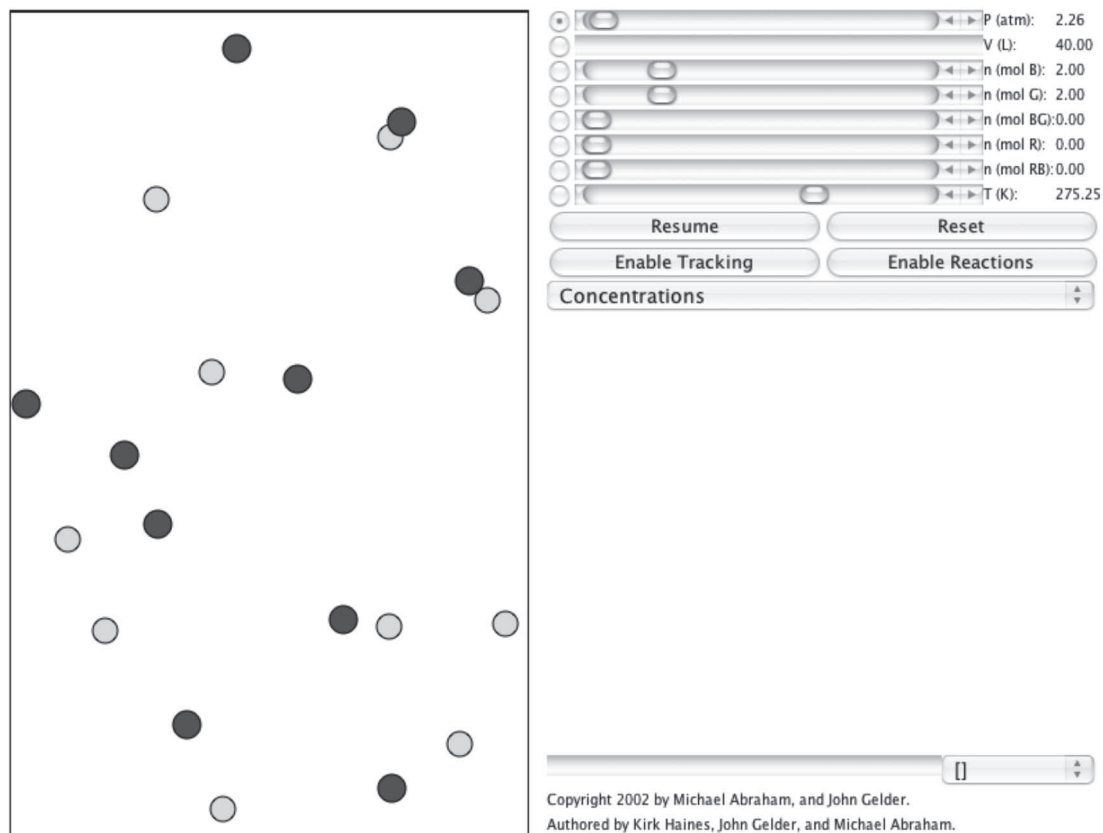 P (atm): 2.26
V (L): 40.00
n (mol B): 2.00
n (mol G): 2.00
n (mol BG):0.00
n (mol R): 0.00
n (mol RB):0.00
T (K): 275.25
Resume Reset
Enable Tracking Enable Reactions
Concentrations
[]
Copyright 2002 by Michael Abraham, and John Gelder.
Authored by Kirk Haines, John Gelder, and Michael Abraham.